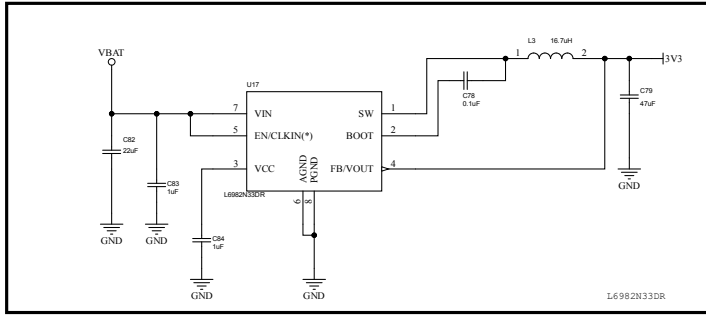 VBAT
L3 16.7uH
1 2
3V3
U17
7 VIN SW 1
C78
0.1uF
C79
47uF
5 EN/CLKIN(*) BOOT 2
C82
22uF
C83
1uF
3 VCC FB/VOUT 4
AGND
PGND
L6982N33DR
6 8
GND
GND GND
C84
1uF
GND GND
L6982N33DR